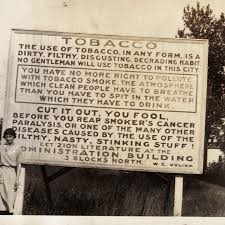 TOBACCO
THE USE OF TOBACCO, IN ANY FORM, IS A
DIRTY, FILTHY, DISGUSTING, DEGRADING HABIT
NO GENTLEMAN WILL USE TOBACCO IN THIS CITY
YOU HAVE NO MORE RIGHT TO POLLUTE
WITH TOBACCO SMOKE, THE ATMOSPHERE
WHICH CLEAN PEOPLE HAVE TO BREATHE
THAN YOU HAVE TO SPIT IN THE WATER
WHICH THEY HAVE TO DRINK.
CUT IT OUT, YOU FOOL,
BEFORE YOU REAP SMOKER'S CANCER
PARALYSIS, OR ONE OF THE MANY OTHER
DISEASES CAUSED BY THE USE OF THE
FILTHY, NASTY, STINKING STUFF!
GET ZION LITERATURE AT THE
ADMINISTRATION BUILDING
3 BLOCKS NORTH. W. G. VOLIVA